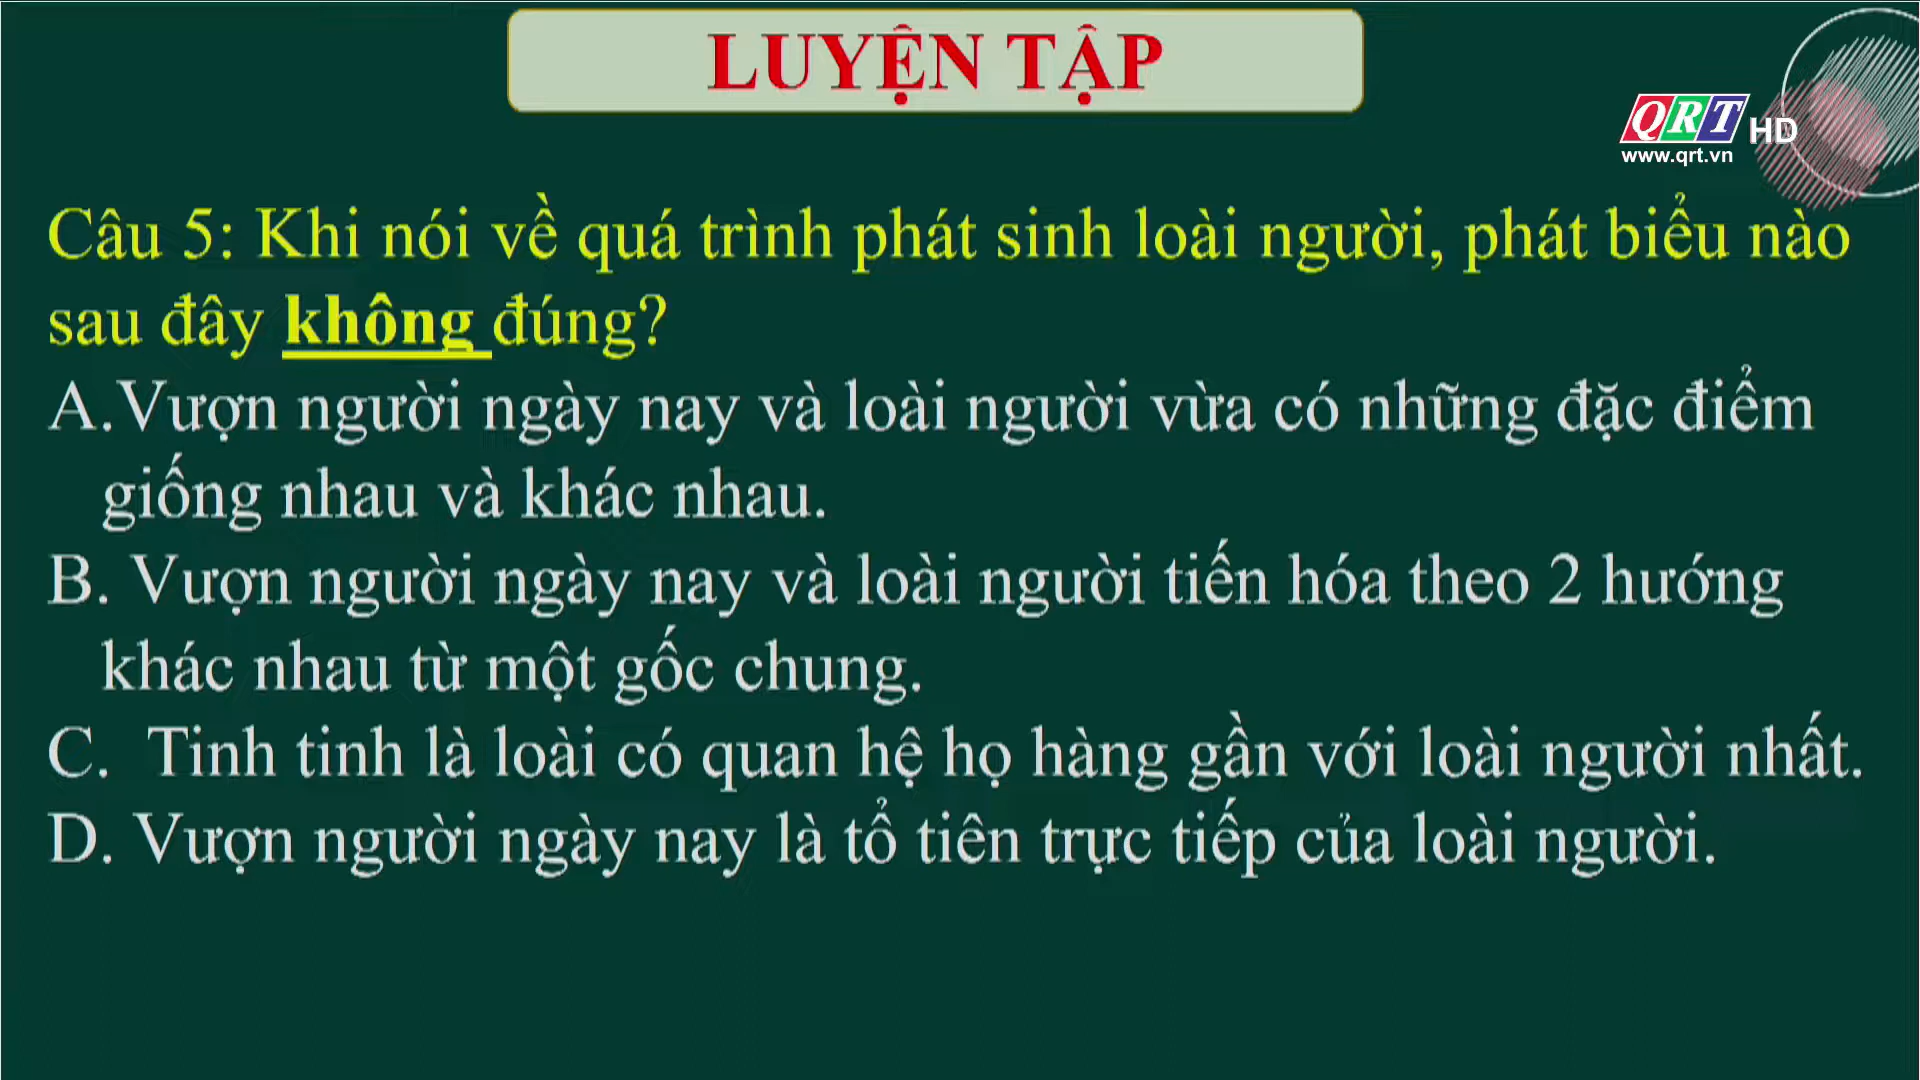 LUYỆN TẬP
QRT HD
www.qrt.vn
Câu 5: Khi nói về quá trình phát sinh loài người, phát biểu nào
sau đây không đúng?
A.Vượn người ngày nay và loài người vừa có những đặc điểm
giống nhau và khác nhau.
B. Vượn người ngày nay và loài người tiến hóa theo 2 hướng
khác nhau từ một gốc chung.
C. Tinh tinh là loài có quan hệ họ hàng gần với loài người nhất.
D. Vượn người ngày nay là tổ tiên trực tiếp của loài người.